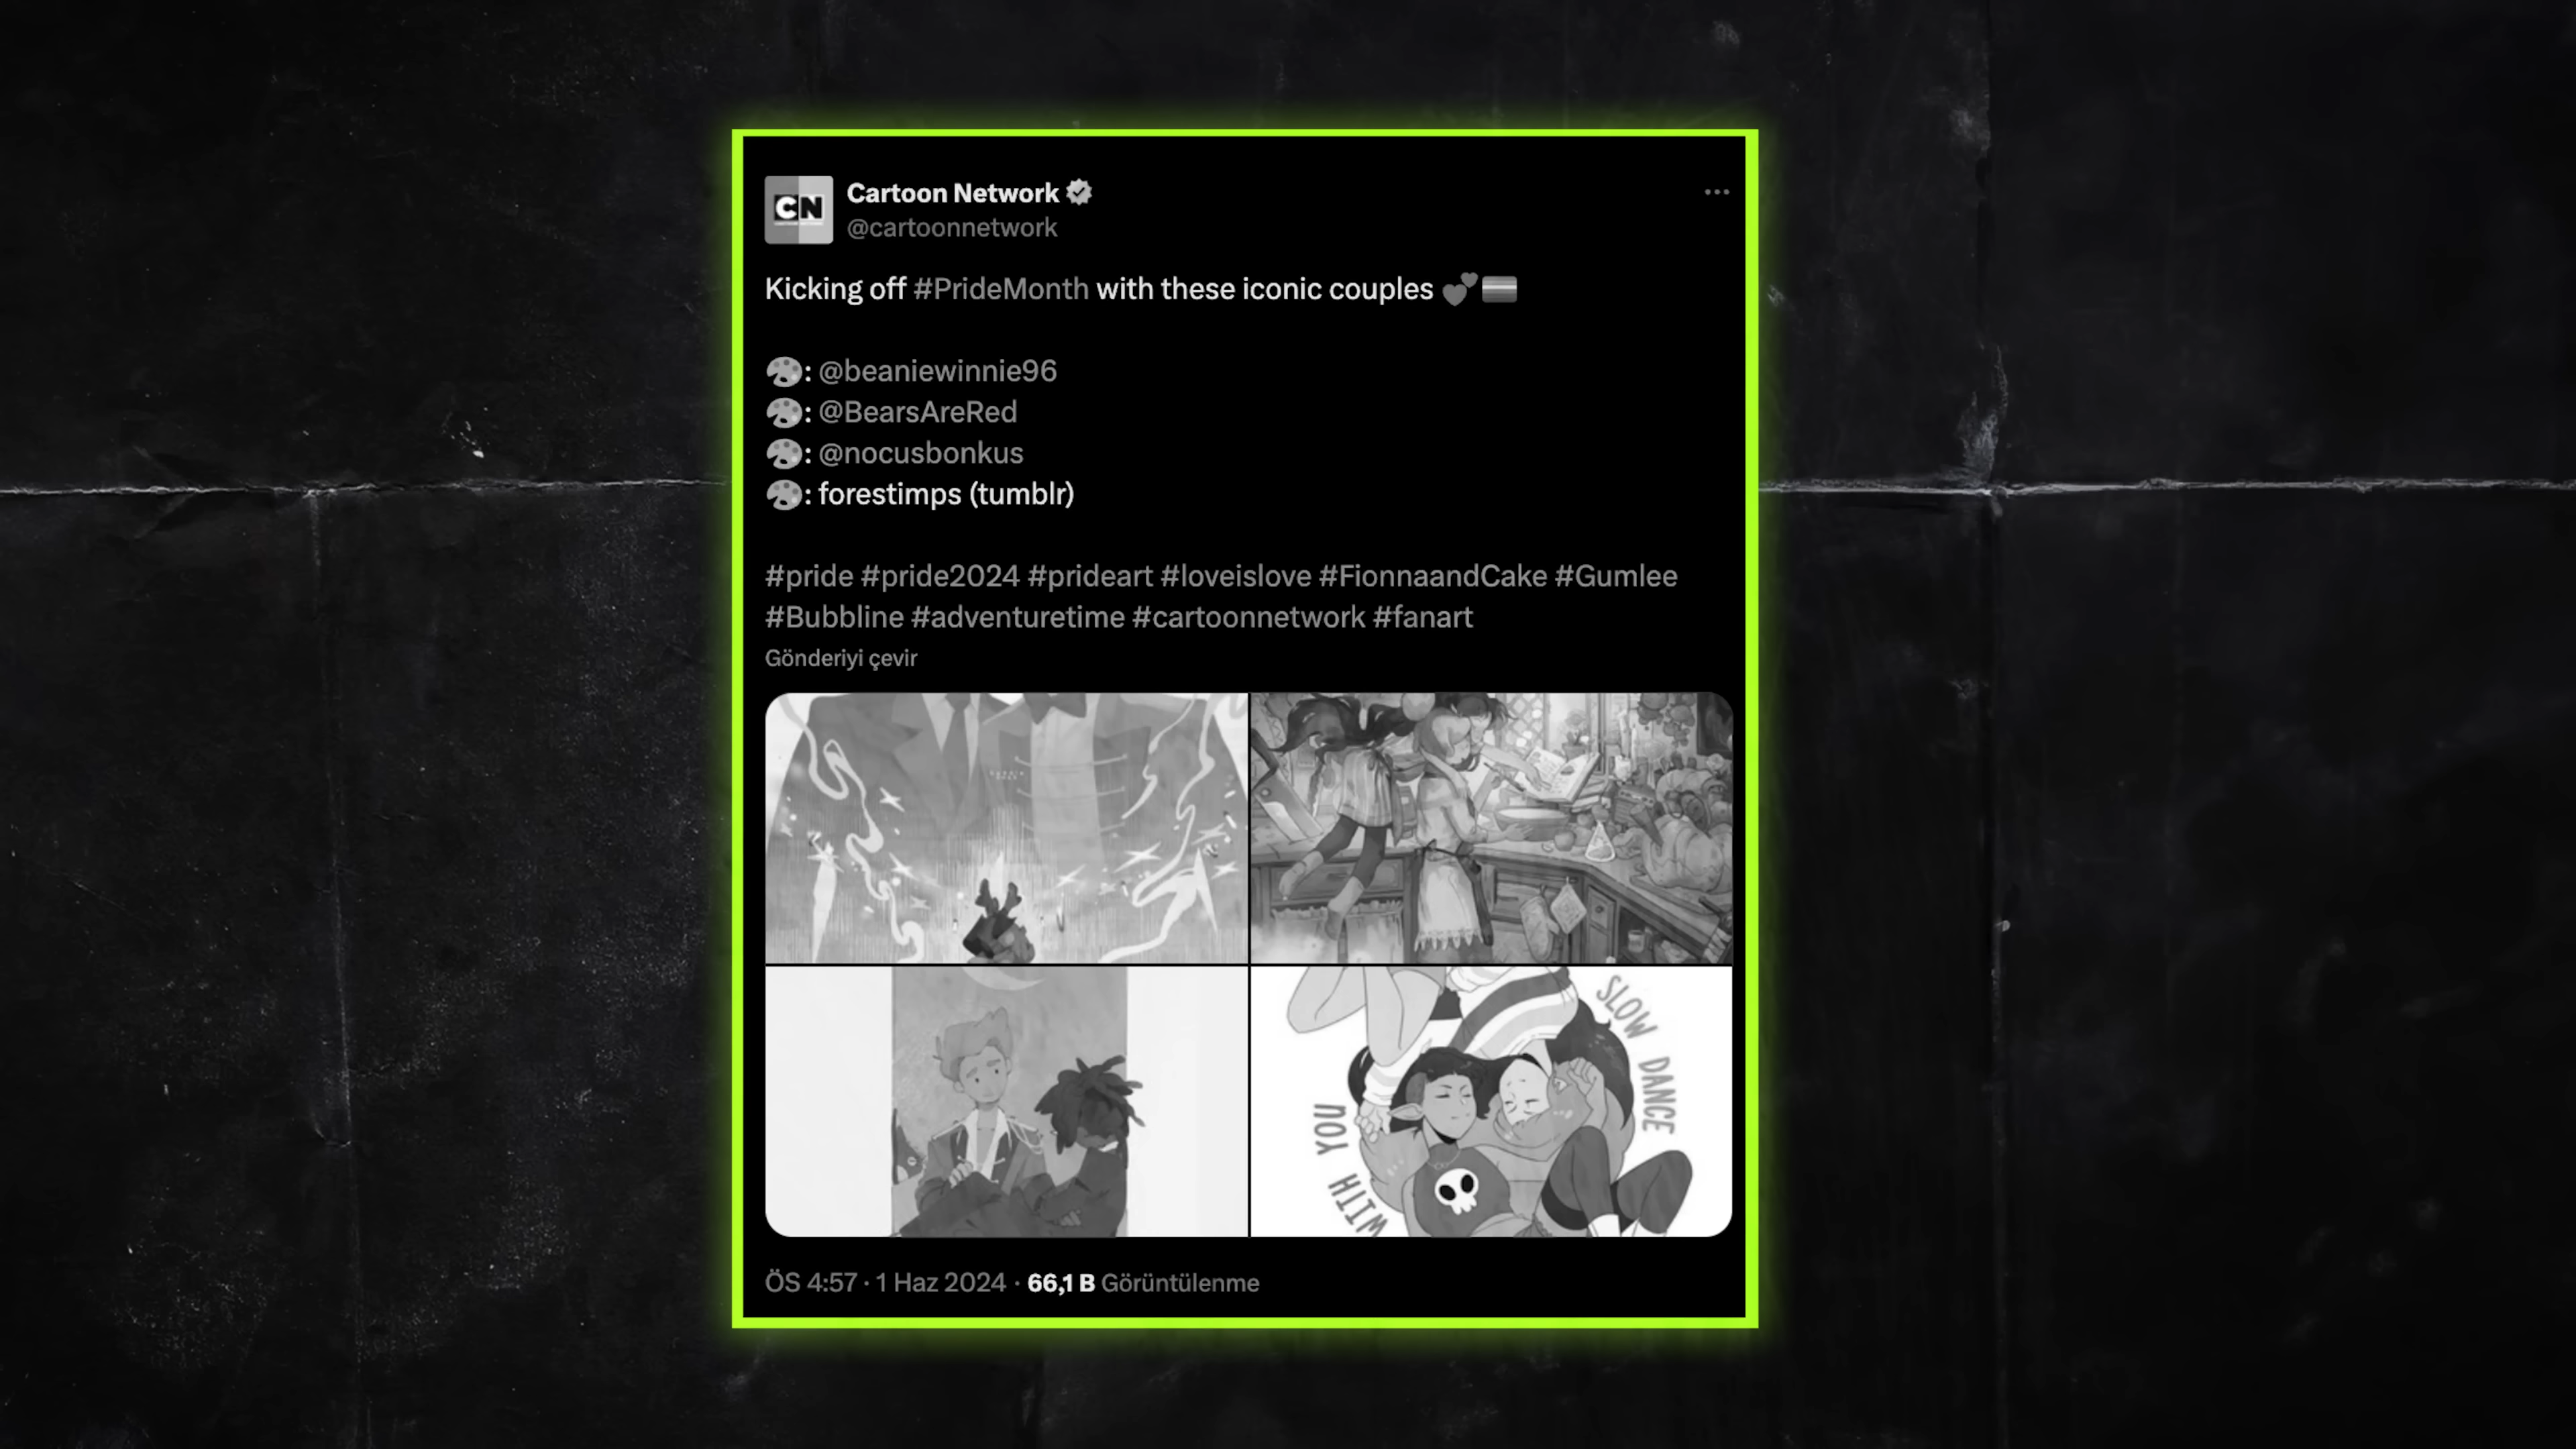 CN
Cartoon Network
@cartoonnetwork
Kicking off #PrideMonth with these iconic couples 💕🏳️‍🌈
🎨: @beaniewinnie96
🎨: @BearsAreRed
🎨: @nocusbonkus
🎨: forestimps (tumblr)
#pride #pride2024 #prideart #loveislove #FionnaandCake #Gumlee
#Bubbline #adventuretime #cartoonnetwork #fanart
Gönderiyi çevir
SLOW DANCE
WITH YOU
ÖS 4:57 · 1 Haz 2024 · 66,1 B Görüntülenme